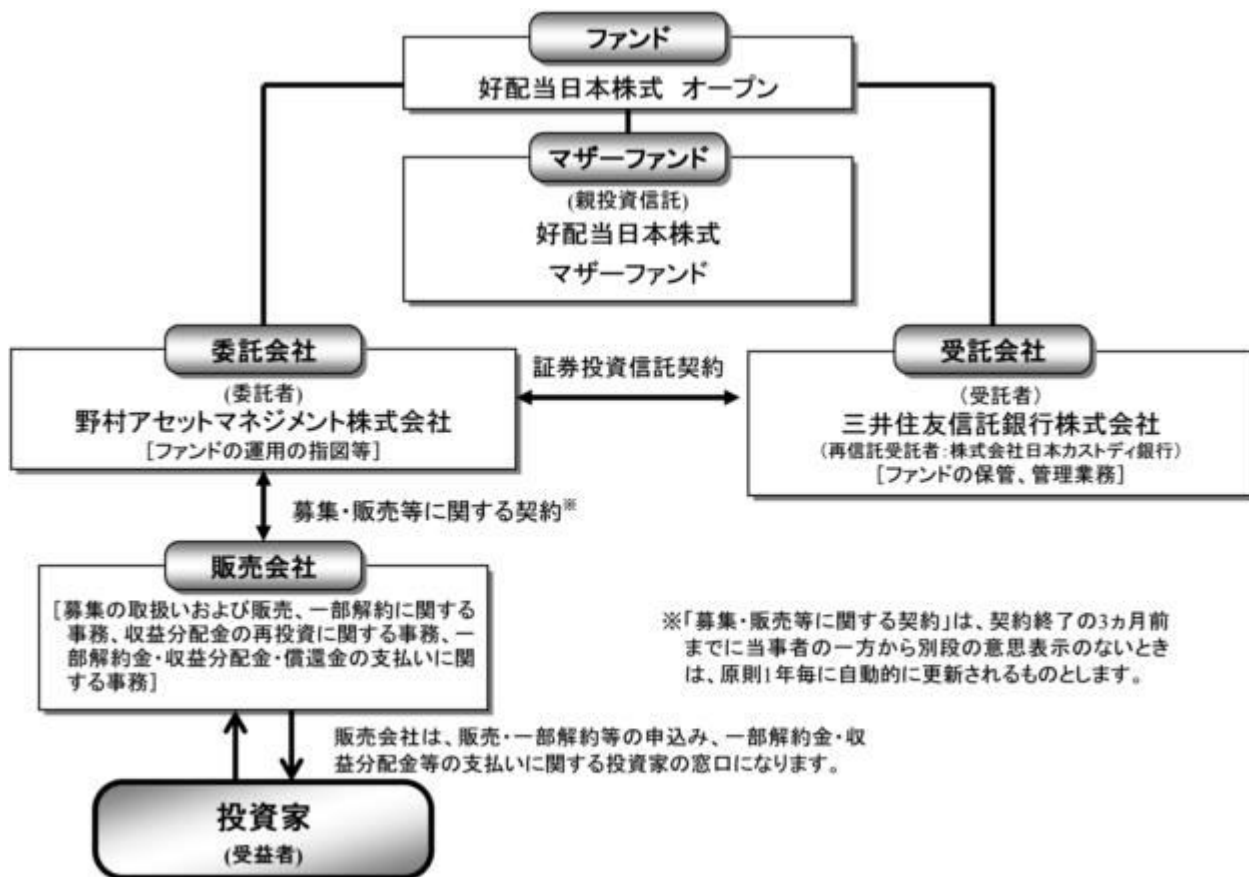 ファンド
好配当日本株式 オープン
マザーファンド
(親投資信託)
好配当日本株式
マザーファンド
委託会社
(委託者)
野村アセットマネジメント株式会社
[ファンドの運用の指図等]
証券投資信託契約
受託会社
(受託者)
三井住友信託銀行株式会社
(再信託受託者:株式会社日本カストディ銀行)
[ファンドの保管、管理業務]
募集・販売等に関する契約※
販売会社
[募集の取扱いおよび販売、一部解約に関する
事務、収益分配金の再投資に関する事務、一
部解約金・収益分配金・償還金の支払いに関
する事務]
※「募集・販売等に関する契約」は、契約終了の3ヵ月前
までに当事者の一方から別段の意思表示のないとき
は、原則1年毎に自動的に更新されるものとします。
販売会社は、販売・一部解約等の申込み、一部解約金・収
益分配金等の支払いに関する投資家の窓口になります。
投資家
(受益者)